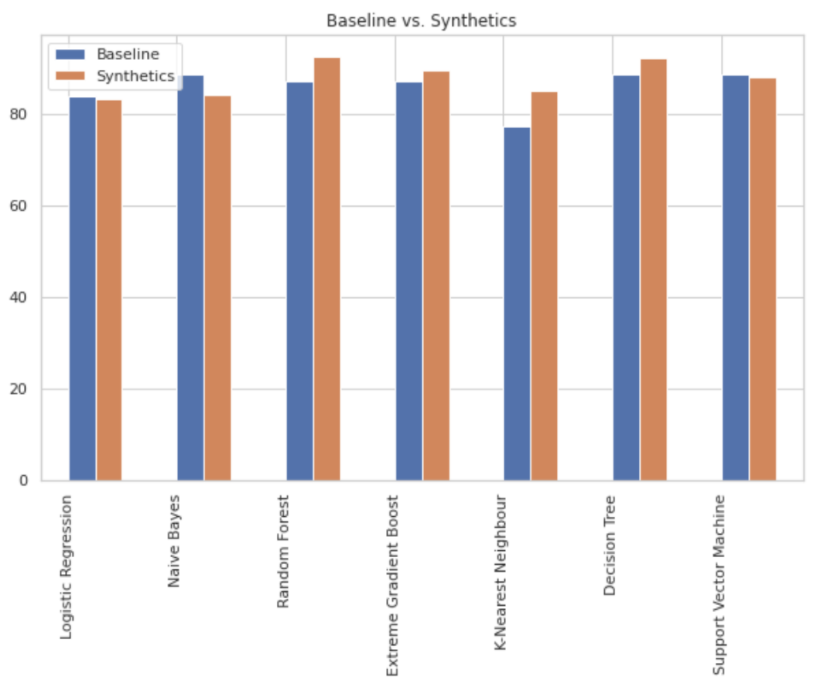 Baseline vs. Synthetics
Baseline
Synthetics
80
60
40
20
0
Logistic Regression
Naive Bayes
Random Forest
Extreme Gradient Boost
K-Nearest Neighbour
Decision Tree
Support Vector Machine